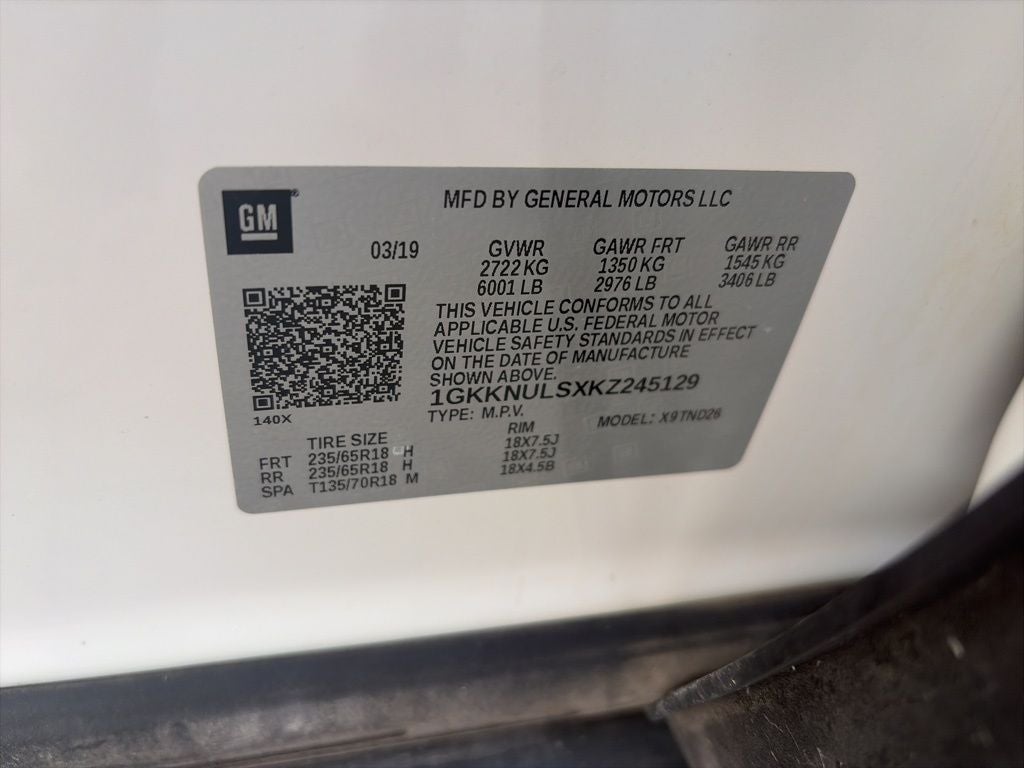 GM®
MFD BY GENERAL MOTORS LLC
03/19 GVWR GAWR FRT GAWR RR
2722 KG 1350 KG 1545 KG
6001 LB 2976 LB 3406 LB
THIS VEHICLE CONFORMS TO ALL
APPLICABLE U.S. FEDERAL MOTOR
VEHICLE SAFETY STANDARDS IN EFFECT
ON THE DATE OF MANUFACTURE
SHOWN ABOVE.
1GKKNULSXKZ245129
140X
TYPE: M.P.V. MODEL: X9TND26
TIRE SIZE RIM
FRT 235/65R18 H 18X7.5J
RR 235/65R18 H 18X7.5J
SPA T135/70R18 M 18X4.5B